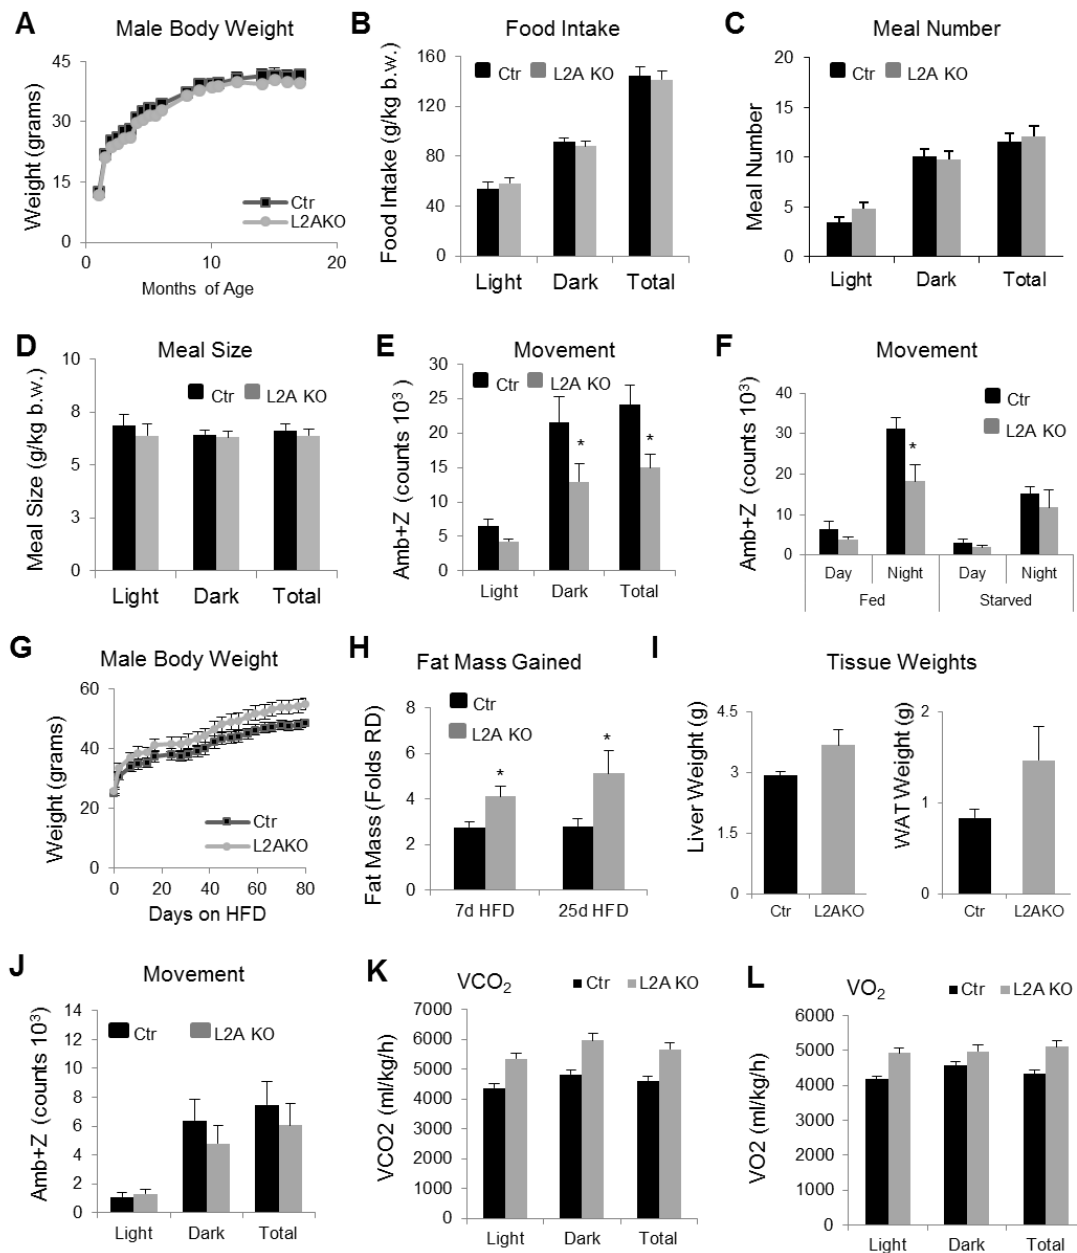 A
Male Body Weight
45
30
15
0
Weight (grams)
Ctr
L2AKO
0
10
20
Months of Age
B
Food Intake
160
120
80
40
0
Food Intake (g/kg b.w.)
Ctr
L2A KO
Light
Dark
Total
C
Meal Number
20
15
10
5
0
Meal Number
Ctr
L2A KO
Light
Dark
Total
D
Meal Size
10
8
5
3
0
Meal Size (g/kg b.w.)
Ctr
L2A KO
Light
Dark
Total
E
Movement
30
25
20
15
10
5
0
Amb+Z (counts 10³ )
Ctr
L2A KO
*
*
Light
Dark
Total
F
Movement
40
30
20
10
0
Amb+Z (counts 10³)
Ctr
L2A KO
*
Day
Night
Day
Night
Fed
Starved
G
Male Body Weight
60
40
20
0
Weight (grams)
Ctr
L2AKO
0
20
40
60
80
Days on HFD
H
Fat Mass Gained
8
6
4
2
0
Fat Mass (Folds RD)
Ctr
L2A KO
*
*
7d HFD
25d HFD
I
Tissue Weights
4.5
3
1.5
0
Liver Weight (g)
Ctr
L2AKO
2
1
0
WAT Weight (g)
Ctr
L2AKO
J
Movement
14
12
10
8
6
4
2
0
Amb+Z (counts 10³)
Ctr
L2A KO
Light
Dark
Total
K
VCO₂
Ctr
L2A KO
7000
6000
5000
4000
3000
2000
1000
0
VCO2 (ml/kg/h)
Light
Dark
Total
L
VO₂
Ctr
L2A KO
6000
5000
4000
3000
2000
1000
0
VO2 (ml/kg/h)
Light
Dark
Total